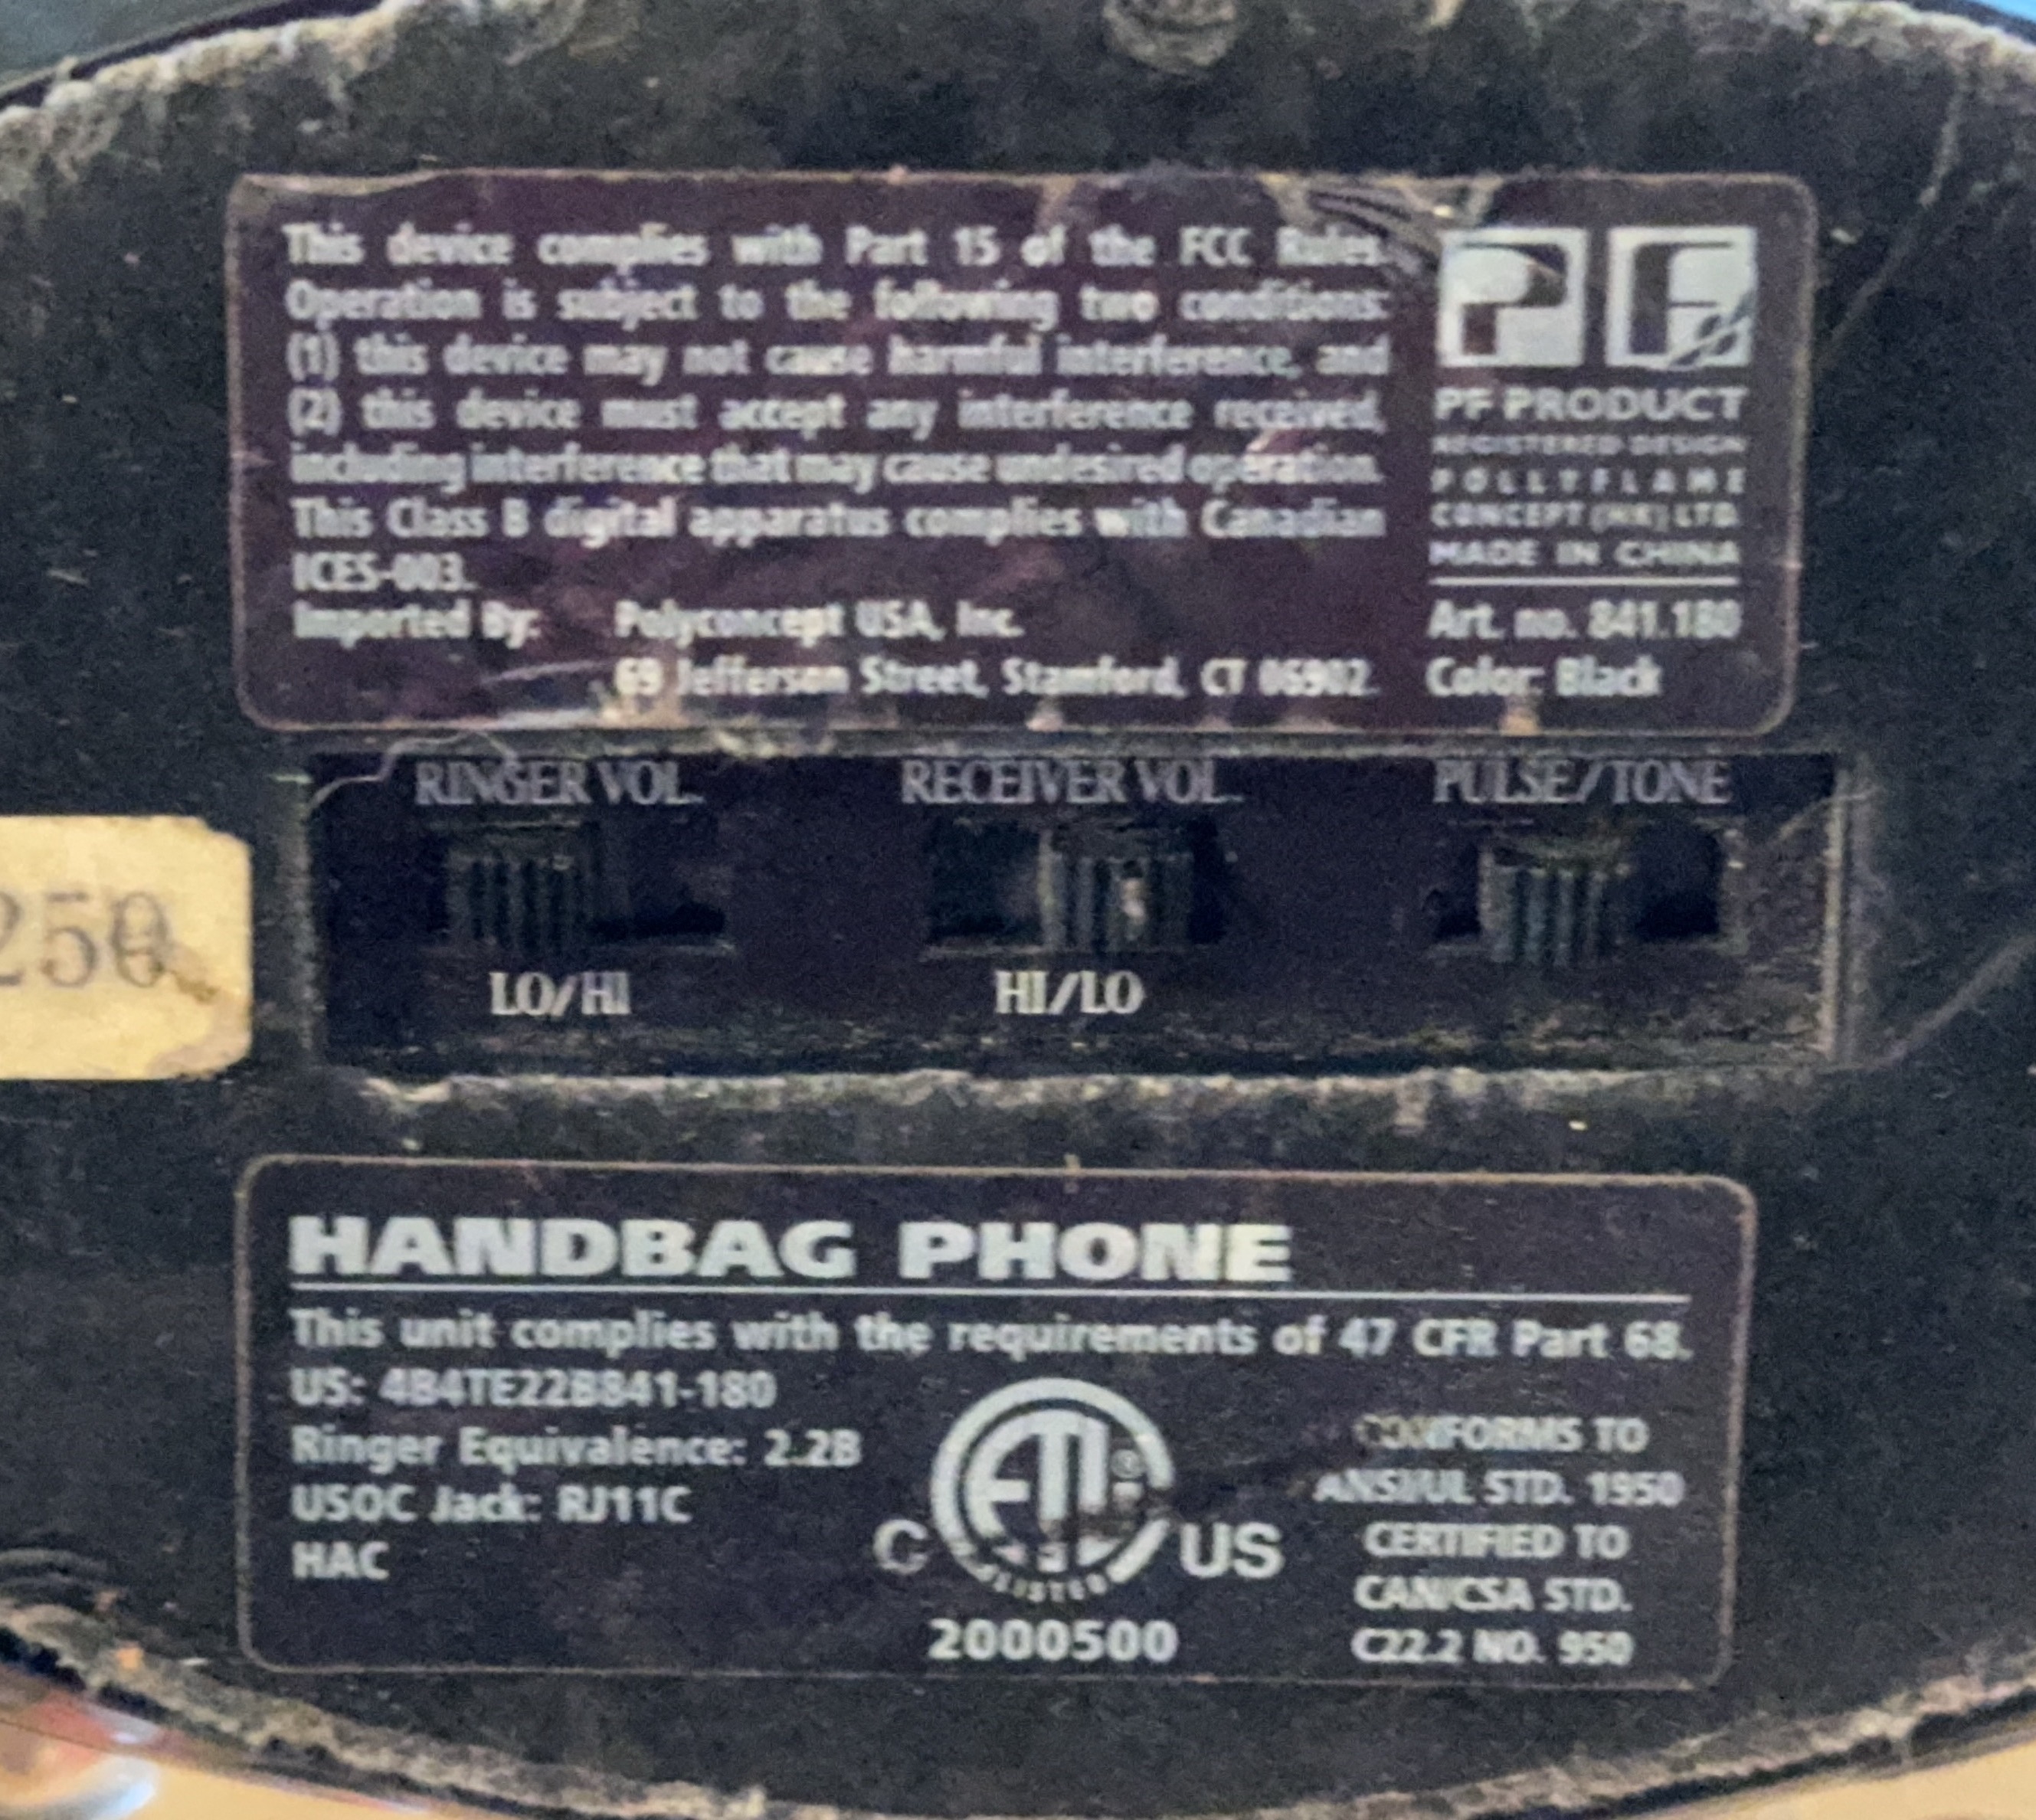 This device complies with Part 15 of the FCC Rules.
Operation is subject to the following two conditions:
(1) this device may not cause harmful interference, and
(2) this device must accept any interference received,
including interference that may cause undesired operation.
This Class B digital apparatus complies with Canadian
ICES-003.
Imported By: Polyconcept USA, Inc.
69 Jefferson Street, Stamford, CT 06902.
PF
PF PRODUCT
REGISTERED DESIGN
POLLYFLAME
CONCEPT (HK) LTD.
MADE IN CHINA
Art. no. 841.180
Color: Black
RINGER VOL. RECEIVER VOL. PULSE/TONE
LO/HI HI/LO
250
HANDBAG PHONE
This unit complies with the requirements of 47 CFR Part 68.
US: 4B4TE22B841-180
Ringer Equivalence: 2.2B
USOC Jack: RJ11C
HAC
C ETL® US
LISTED
2000500
CONFORMS TO
ANSI/UL STD. 1950
CERTIFIED TO
CAN/CSA STD.
C22.2 NO. 950